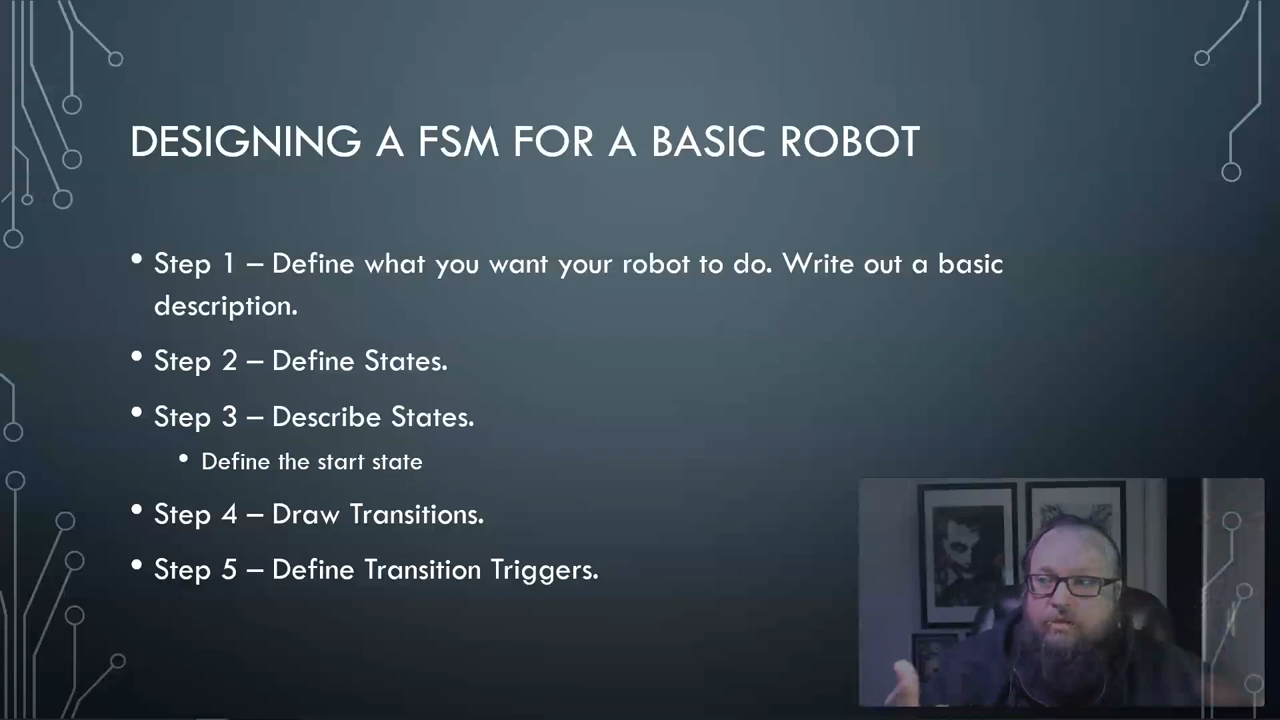 DESIGNING A FSM FOR A BASIC ROBOT
• Step 1 – Define what you want your robot to do. Write out a basic
description.
• Step 2 – Define States.
• Step 3 – Describe States.
• Define the start state
• Step 4 – Draw Transitions.
• Step 5 – Define Transition Triggers.